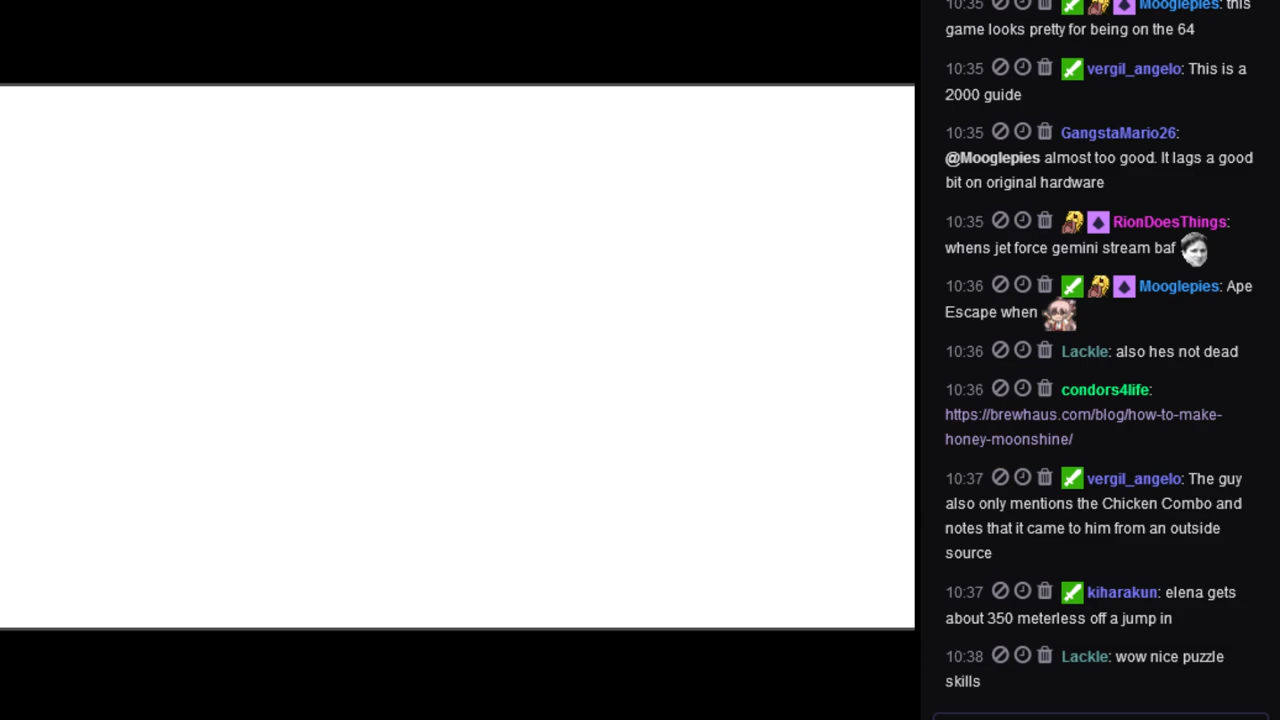 10:35 Mooglepies: this
game looks pretty for being on the 64
10:35 vergil_angelo: This is a
2000 guide
10:35 GangstaMario26:
@Mooglepies almost too good. It lags a good
bit on original hardware
10:35 RionDoesThings:
whens jet force gemini stream baf
10:36 Mooglepies: Ape
Escape when
10:36 Lackle: also hes not dead
10:36 condors4life:
https://brewhaus.com/blog/how-to-make-
honey-moonshine/
10:37 vergil_angelo: The guy
also only mentions the Chicken Combo and
notes that it came to him from an outside
source
10:37 kiharakun: elena gets
about 350 meterless off a jump in
10:38 Lackle: wow nice puzzle
skills